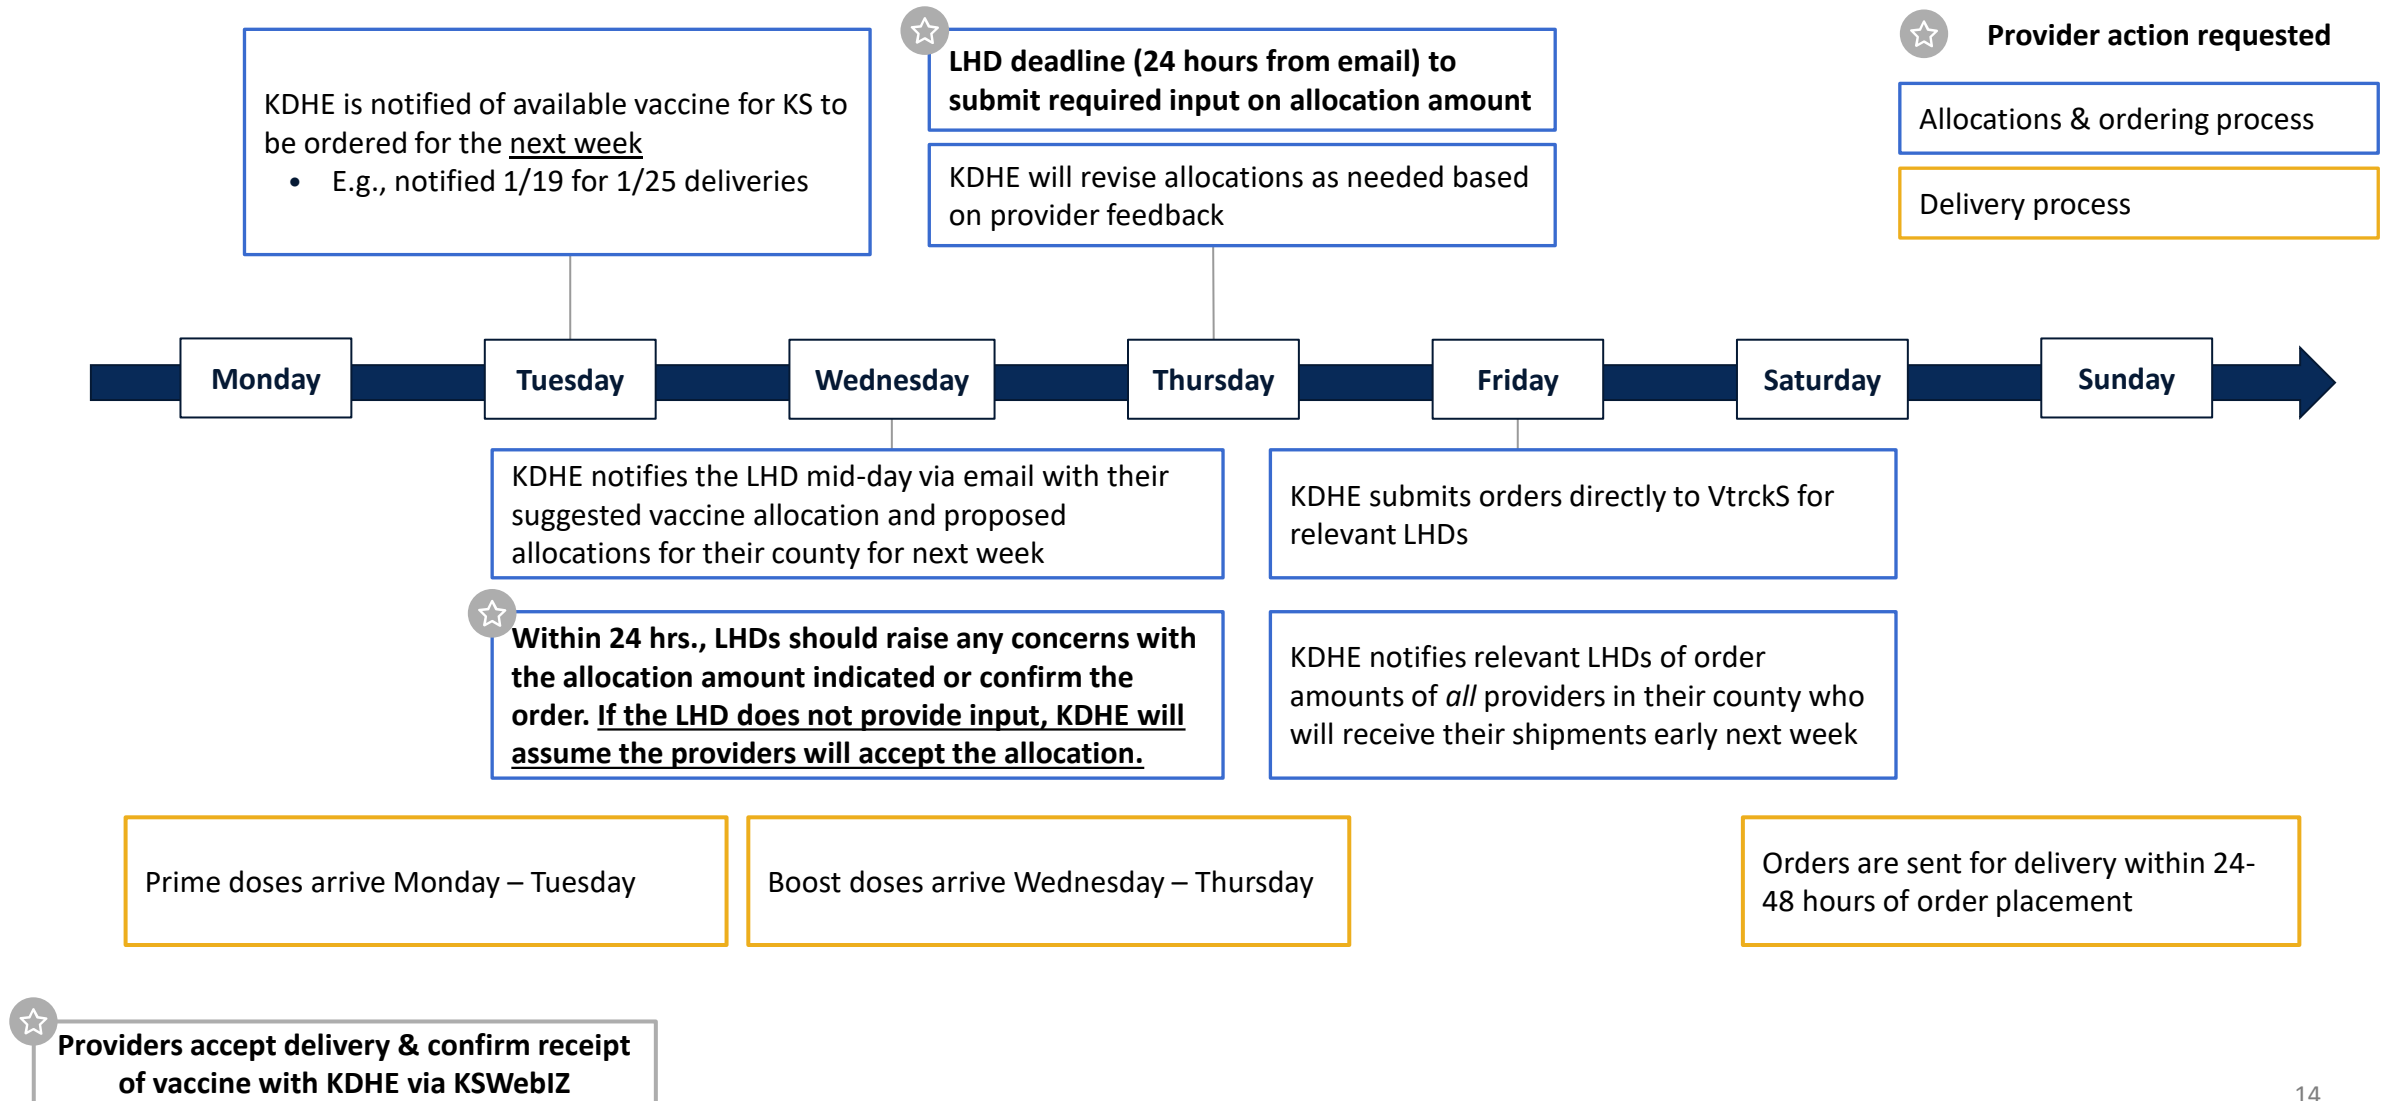 KDHE is notified of available vaccine for KS to
be ordered for the next week
• E.g., notified 1/19 for 1/25 deliveries
LHD deadline (24 hours from email) to
submit required input on allocation amount
KDHE will revise allocations as needed based
on provider feedback
Provider action requested
Allocations & ordering process
Delivery process
Monday
Tuesday
Wednesday
Thursday
Friday
Saturday
Sunday
KDHE notifies the LHD mid-day via email with their
suggested vaccine allocation and proposed
allocations for their county for next week
Within 24 hrs., LHDs should raise any concerns with
the allocation amount indicated or confirm the
order. If the LHD does not provide input, KDHE will
assume the providers will accept the allocation.
KDHE submits orders directly to VtrckS for
relevant LHDs
KDHE notifies relevant LHDs of order
amounts of all providers in their county who
will receive their shipments early next week
Prime doses arrive Monday – Tuesday
Boost doses arrive Wednesday – Thursday
Orders are sent for delivery within 24-
48 hours of order placement
Providers accept delivery & confirm receipt
of vaccine with KDHE via KSWebIZ
14